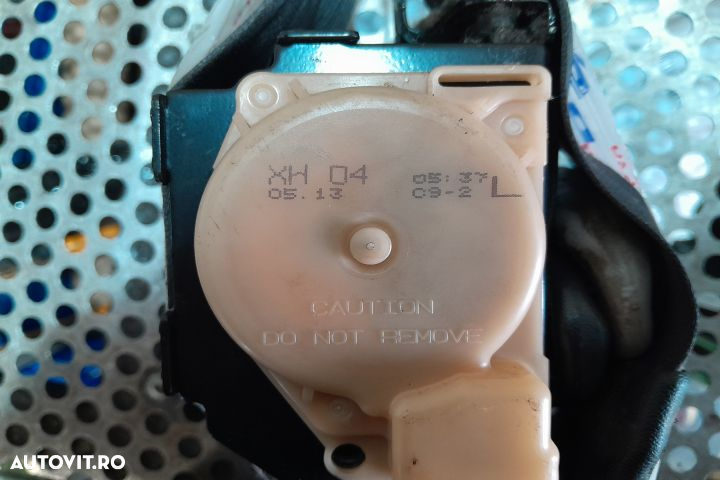 XH 04 05:37
05.13 09-2 L
C
CAUTION
DO NOT REMOVE
AUTOVIT.RO